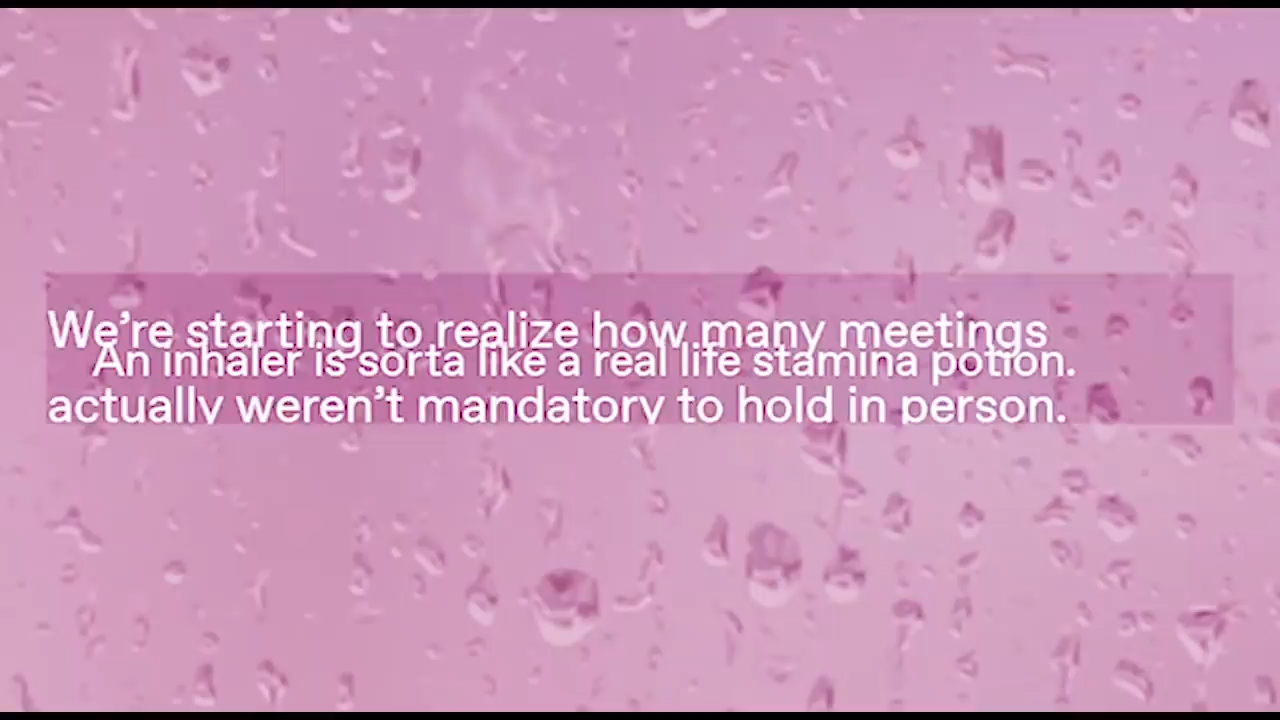 We’re starting to realize how many meetings
An inhaler is sorta like a real life stamina potion.
actually weren’t mandatory to hold in person.